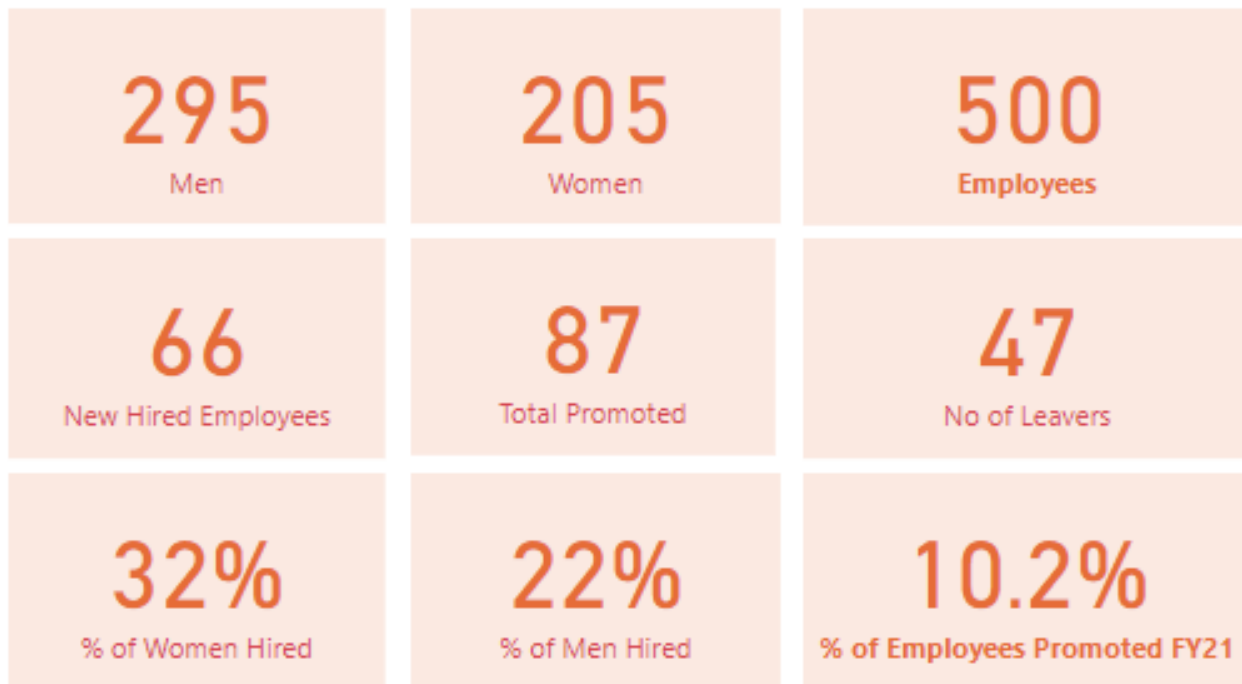 295
Men
205
Women
500
Employees
66
New Hired Employees
87
Total Promoted
47
No of Leavers
32%
% of Women Hired
22%
% of Men Hired
10.2%
% of Employees Promoted FY21